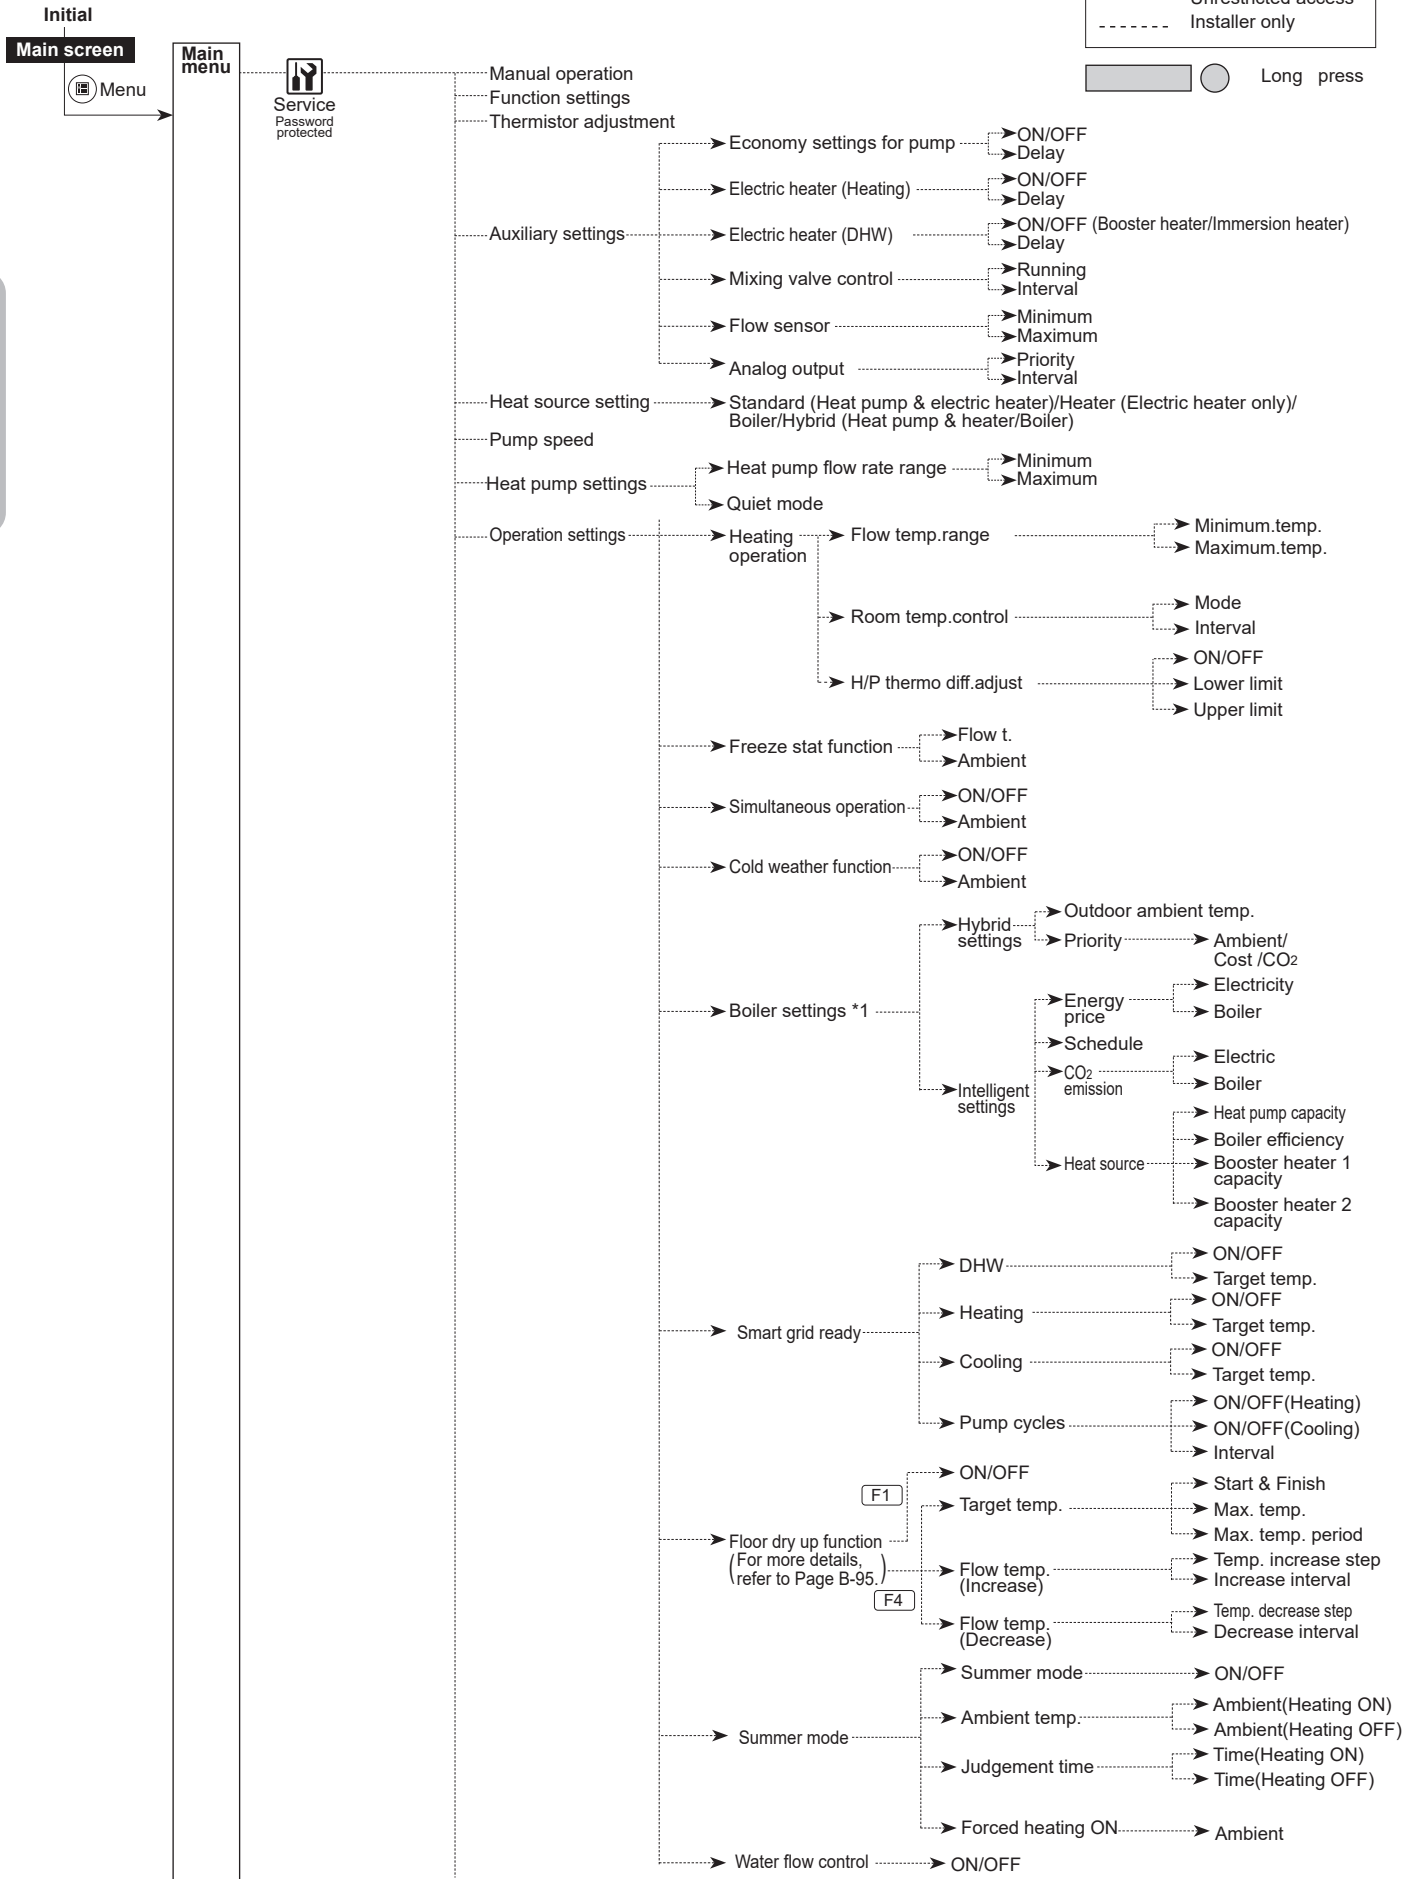 Initial
Unrestricted access
Installer only
Main screen
Main
menu
Menu
Long press
Service
Password
protected
Manual operation
Function settings
Thermistor adjustment
Auxiliary settings
Economy settings for pump
ON/OFF
Delay
Electric heater (Heating)
ON/OFF
Delay
Electric heater (DHW)
ON/OFF (Booster heater/Immersion heater)
Delay
Mixing valve control
Running
Interval
Flow sensor
Minimum
Maximum
Analog output
Priority
Interval
Heat source setting
Standard (Heat pump & electric heater)/Heater (Electric heater only)/
Boiler/Hybrid (Heat pump & heater/Boiler)
Pump speed
Heat pump settings
Heat pump flow rate range
Minimum
Maximum
Quiet mode
Operation settings
Heating
operation
Flow temp.range
Minimum.temp.
Maximum.temp.
Room temp.control
Mode
Interval
H/P thermo diff.adjust
ON/OFF
Lower limit
Upper limit
Freeze stat function
Flow t.
Ambient
Simultaneous operation
ON/OFF
Ambient
Cold weather function
ON/OFF
Ambient
Boiler settings *1
Hybrid
settings
Outdoor ambient temp.
Priority
Ambient/
Cost /CO2
Intelligent
settings
Energy
price
Electricity
Boiler
Schedule
CO2
emission
Electric
Boiler
Heat source
Heat pump capacity
Boiler efficiency
Booster heater 1
capacity
Booster heater 2
capacity
Smart grid ready
DHW
ON/OFF
Target temp.
Heating
ON/OFF
Target temp.
Cooling
ON/OFF
Target temp.
Pump cycles
ON/OFF(Heating)
ON/OFF(Cooling)
Interval
Floor dry up function
(For more details,
refer to Page B-95.)
F1
ON/OFF
F4
Target temp.
Start & Finish
Max. temp.
Max. temp. period
Flow temp.
(Increase)
Temp. increase step
Increase interval
Flow temp.
(Decrease)
Temp. decrease step
Decrease interval
Summer mode
Summer mode
ON/OFF
Ambient temp.
Ambient(Heating ON)
Ambient(Heating OFF)
Judgement time
Time(Heating ON)
Time(Heating OFF)
Forced heating ON
Ambient
Water flow control
ON/OFF